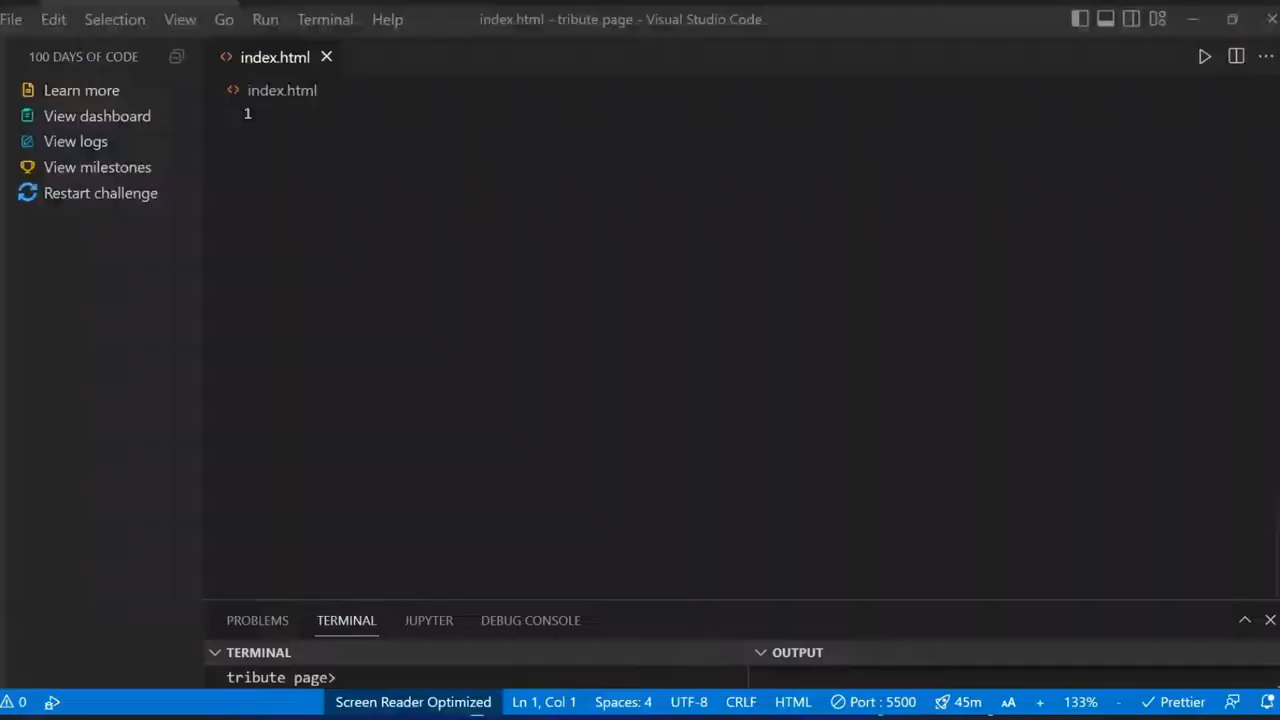 File Edit Selection View Go Run Terminal Help index.html - tribute page - Visual Studio Code
100 DAYS OF CODE
Learn more
View dashboard
View logs
View milestones
Restart challenge
index.html
index.html
1
PROBLEMS TERMINAL JUPYTER DEBUG CONSOLE
TERMINAL
OUTPUT
tribute page>
0 Screen Reader Optimized Ln 1, Col 1 Spaces: 4 UTF-8 CRLF HTML Port : 5500 45m AA + 133% - Prettier